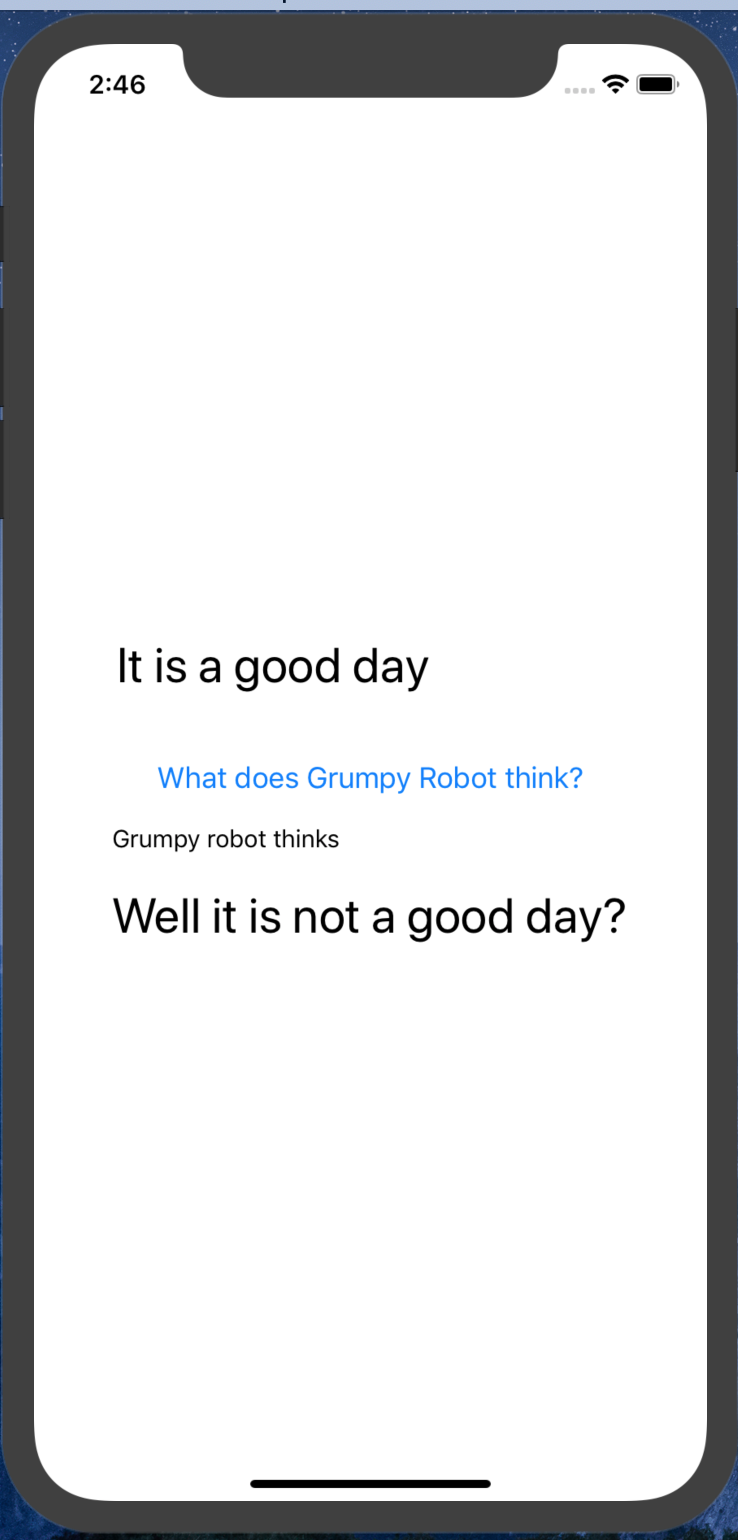 2:46
It is a good day
What does Grumpy Robot think?
Grumpy robot thinks
Well it is not a good day?